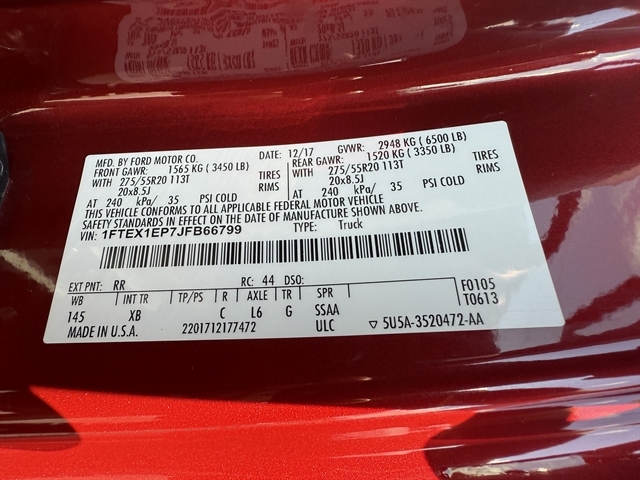 MFD. BY FORD MOTOR CO. DATE: 12/17 GVWR: 2948 KG ( 6500 LB)
FRONT GAWR: 1565 KG ( 3450 LB) REAR GAWR: 1520 KG ( 3350 LB)
WITH 275/55R20 113T TIRES WITH 275/55R20 113T TIRES
20x8.5J RIMS 20x8.5J RIMS
AT 240 kPa/ 35 PSI COLD AT 240 kPa/ 35 PSI COLD
THIS VEHICLE CONFORMS TO ALL APPLICABLE FEDERAL MOTOR VEHICLE
SAFETY STANDARDS IN EFFECT ON THE DATE OF MANUFACTURE SHOWN ABOVE.
VIN: 1FTEX1EP7JFB66799 TYPE: Truck
EXT PNT: RR RC: 44 DSO: F0105
WB INT TR TP/PS R AXLE TR SPR T0613
145 XB C L6 G SSAA
MADE IN U.S.A. 2201712177472 ULC ▽ 5U5A-3520472-AA